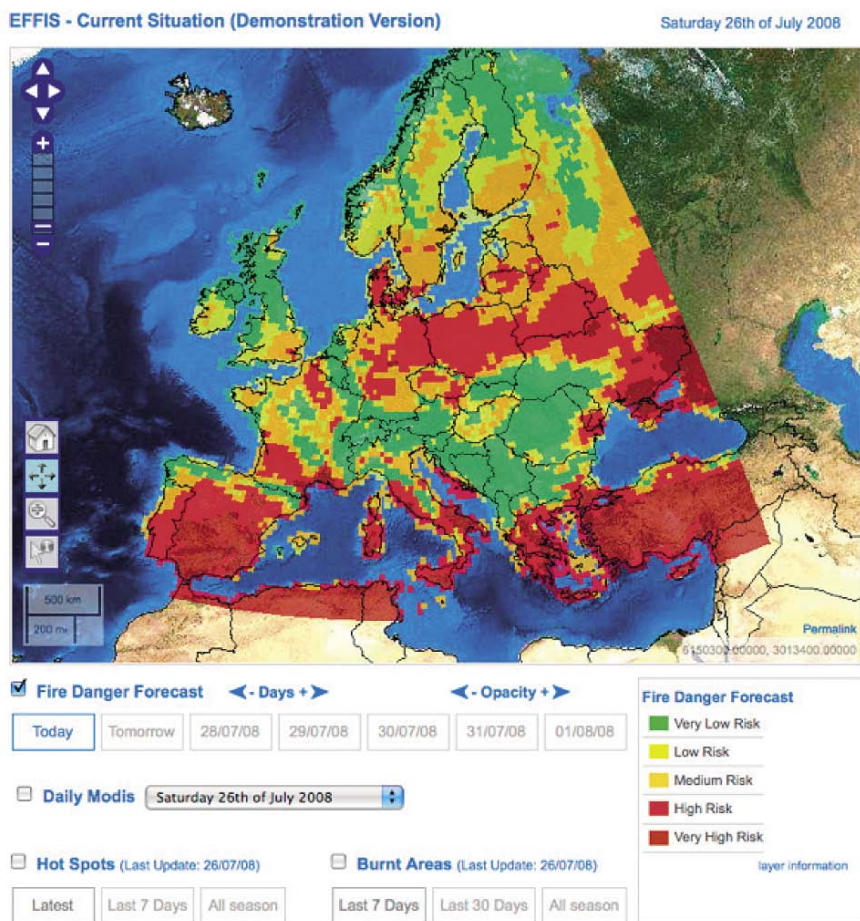 EFFIS - Current Situation (Demonstration Version)
Saturday 26th of July 2008
500 km
Permalink
3013400.00000
Fire Danger Forecast
- Days +
- Opacity +
Today
Tomorrow
28/07/08
29/07/08
30/07/08
31/07/08
01/08/08
Daily Modis
Saturday 26th of July 2008
Hot Spots (Last Update: 26/07/08)
Latest
Last 7 Days
All season
Burnt Areas (Last Update: 26/07/08)
Last 7 Days
Last 30 Days
All season
Fire Danger Forecast
Very Low Risk
Low Risk
Medium Risk
High Risk
Very High Risk
layer information